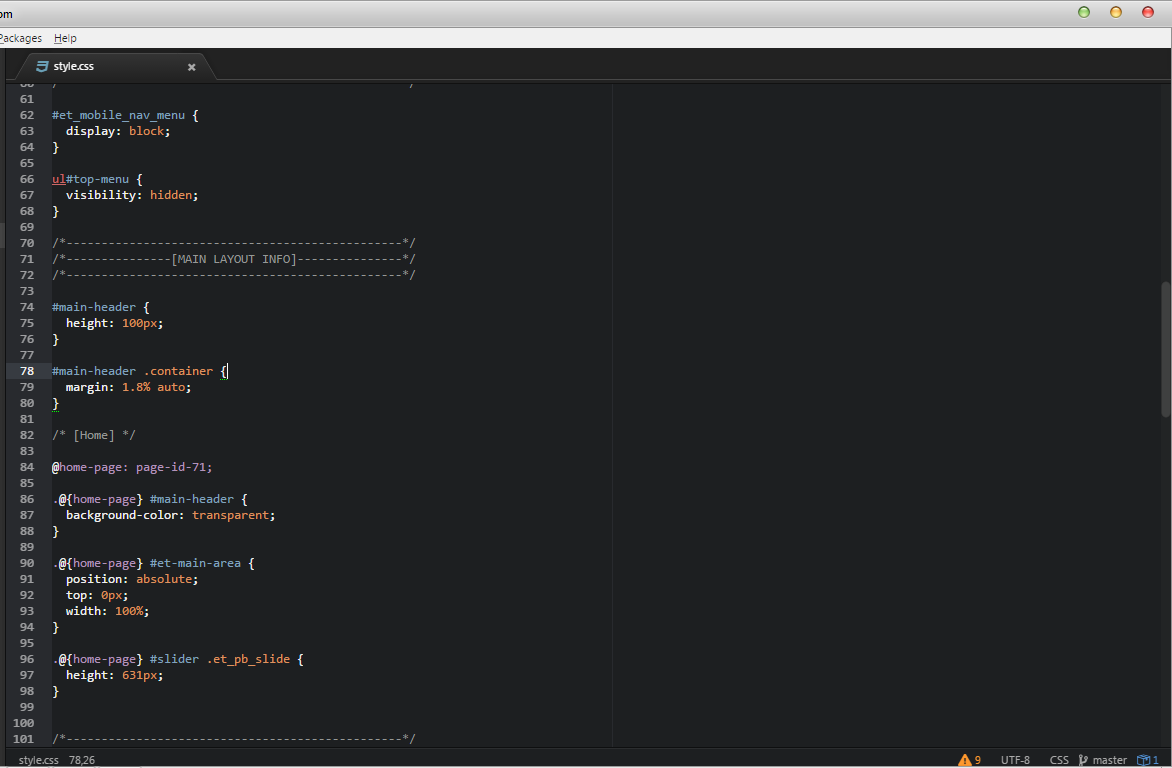 om
Packages Help
style.css
60 /* */
61
62 #et_mobile_nav_menu {
63   display: block;
64 }
65
66 ul#top-menu {
67   visibility: hidden;
68 }
69
70 /*------------------------------------------------*/
71 /*---------------[MAIN LAYOUT INFO]---------------*/
72 /*------------------------------------------------*/
73
74 #main-header {
75   height: 100px;
76 }
77
78 #main-header .container {
79   margin: 1.8% auto;
80 }
81
82 /* [Home] */
83
84 @home-page: page-id-71;
85
86 .@{home-page} #main-header {
87   background-color: transparent;
88 }
89
90 .@{home-page} #et-main-area {
91   position: absolute;
92   top: 0px;
93   width: 100%;
94 }
95
96 .@{home-page} #slider .et_pb_slide {
97   height: 631px;
98 }
99
100
101 /*------------------------------------------------*/
style.css 78,26 9 UTF-8 CSS master 1